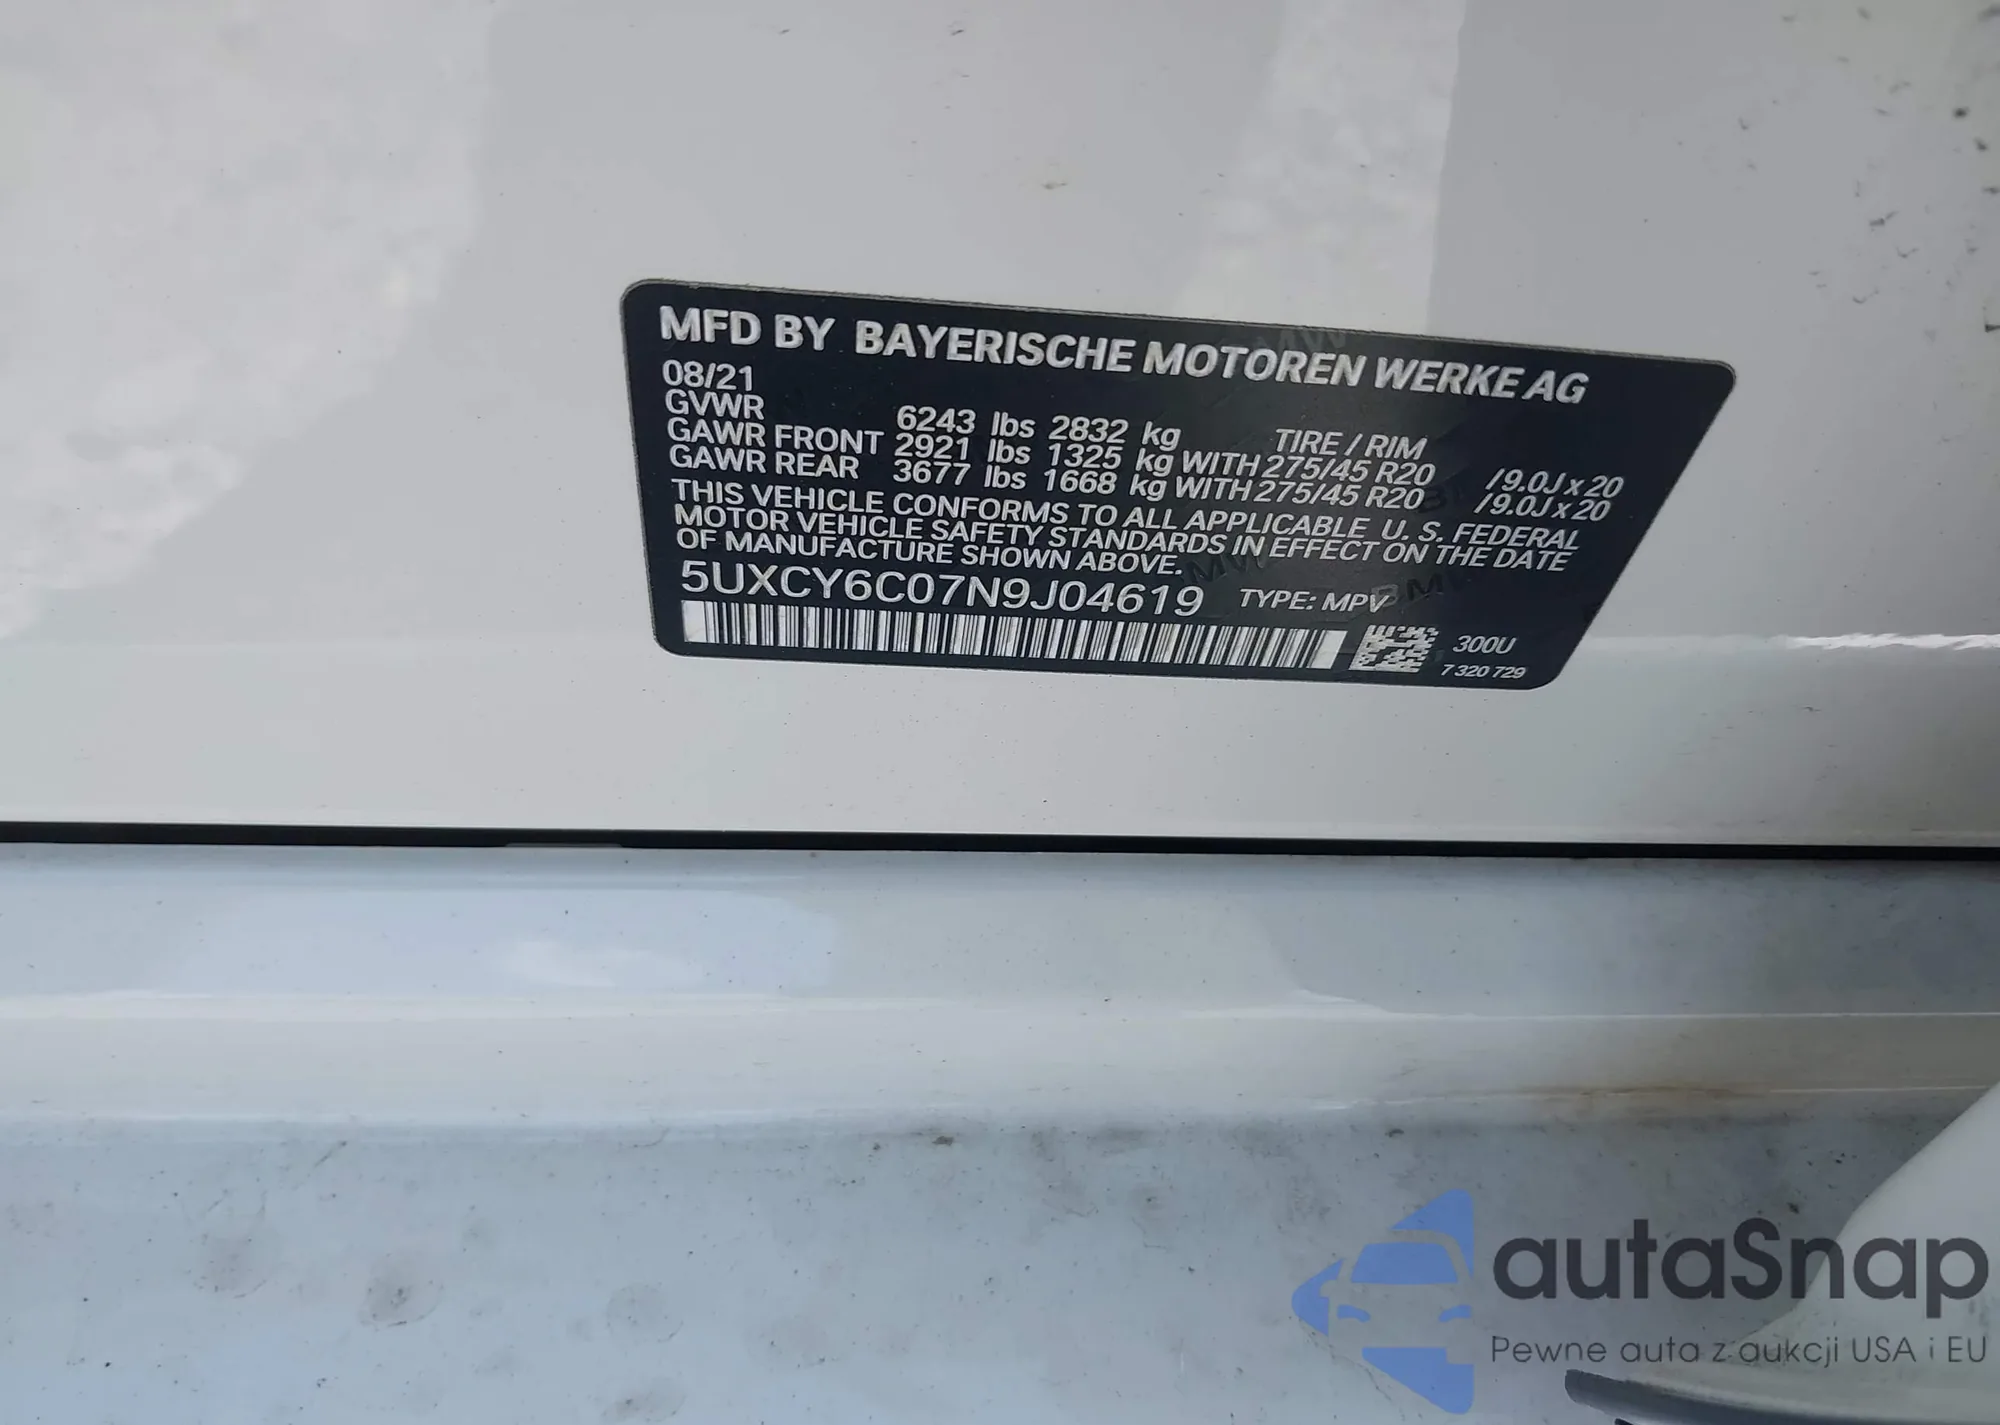 MFD BY BAYERISCHE MOTOREN WERKE AG
08/21
GVWR 6243 lbs 2832 kg TIRE / RIM
GAWR FRONT 2921 lbs 1325 kg WITH 275/45 R20 /9.0J x 20
GAWR REAR 3677 lbs 1668 kg WITH 275/45 R20 /9.0J x 20
THIS VEHICLE CONFORMS TO ALL APPLICABLE U. S. FEDERAL
MOTOR VEHICLE SAFETY STANDARDS IN EFFECT ON THE DATE
OF MANUFACTURE SHOWN ABOVE.
5UXCY6C07N9J04619 TYPE: MPV
300U
7 320 729
autaSnap
Pewne auta z aukcji USA i EU